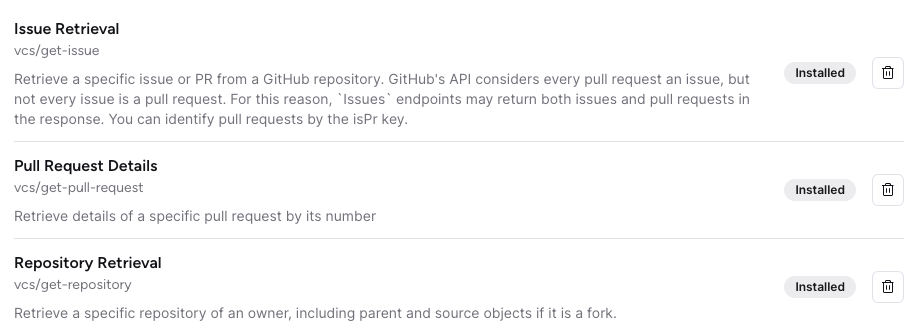 Issue Retrieval
vcs/get-issue
Retrieve a specific issue or PR from a GitHub repository. GitHub's API considers every pull request an issue, but
not every issue is a pull request. For this reason, `Issues` endpoints may return both issues and pull requests in
the response. You can identify pull requests by the isPr key.
Installed
Pull Request Details
vcs/get-pull-request
Retrieve details of a specific pull request by its number
Installed
Repository Retrieval
vcs/get-repository
Retrieve a specific repository of an owner, including parent and source objects if it is a fork.
Installed